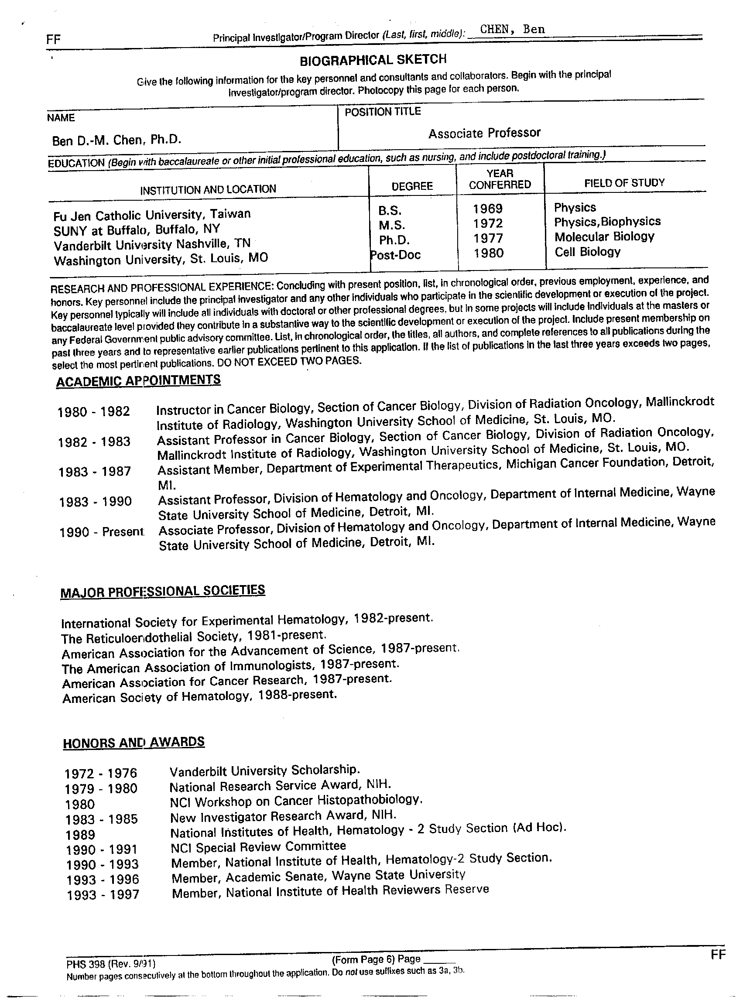 FF
Principal Investigator/Program Director (Last, first, middle): CHEN, Ben
BIOGRAPHICAL SKETCH
Give the following information for the key personnel and consultants and collaborators. Begin with the principal
investigator/program director. Photocopy this page for each person.
NAME
POSITION TITLE
Ben D.-M. Chen, Ph.D.
Associate Professor
EDUCATION (Begin with baccalaureate or other initial professional education, such as nursing, and include postdoctoral training.)
INSTITUTION AND LOCATION DEGREE YEAR CONFERRED FIELD OF STUDY
Fu Jen Catholic University, Taiwan B.S. 1969 Physics
SUNY at Buffalo, Buffalo, NY M.S. 1972 Physics,Biophysics
Vanderbilt University Nashville, TN Ph.D. 1977 Molecular Biology
Washington University, St. Louis, MO Post-Doc 1980 Cell Biology
RESEARCH AND PROFESSIONAL EXPERIENCE: Concluding with present position, list, in chronological order, previous employment, experience, and
honors. Key personnel include the principal investigator and any other individuals who participate in the scientific development or execution of the project.
Key personnel typically will include all individuals with doctoral or other professional degrees, but in some projects will include individuals at the masters or
baccalaureate level provided they contribute in a substantive way to the scientific development or execution of the project. Include present membership on
any Federal Government public advisory committee. List, in chronological order, the titles, all authors, and complete references to all publications during the
past three years and to representative earlier publications pertinent to this application. If the list of publications in the last three years exceeds two pages,
select the most pertinent publications. DO NOT EXCEED TWO PAGES.
ACADEMIC APPOINTMENTS
1980 - 1982 Instructor in Cancer Biology, Section of Cancer Biology, Division of Radiation Oncology, Mallinckrodt
Institute of Radiology, Washington University School of Medicine, St. Louis, MO.
1982 - 1983 Assistant Professor in Cancer Biology, Section of Cancer Biology, Division of Radiation Oncology,
Mallinckrodt Institute of Radiology, Washington University School of Medicine, St. Louis, MO.
1983 - 1987 Assistant Member, Department of Experimental Therapeutics, Michigan Cancer Foundation, Detroit,
MI.
1983 - 1990 Assistant Professor, Division of Hematology and Oncology, Department of Internal Medicine, Wayne
State University School of Medicine, Detroit, MI.
1990 - Present Associate Professor, Division of Hematology and Oncology, Department of Internal Medicine, Wayne
State University School of Medicine, Detroit, MI.
MAJOR PROFESSIONAL SOCIETIES
International Society for Experimental Hematology, 1982-present.
The Reticuloendothelial Society, 1981-present.
American Association for the Advancement of Science, 1987-present.
The American Association of Immunologists, 1987-present.
American Association for Cancer Research, 1987-present.
American Society of Hematology, 1988-present.
HONORS AND AWARDS
1972 - 1976 Vanderbilt University Scholarship.
1979 - 1980 National Research Service Award, NIH.
1980 NCI Workshop on Cancer Histopathobiology.
1983 - 1985 New Investigator Research Award, NIH.
1989 National Institutes of Health, Hematology - 2 Study Section (Ad Hoc).
1990 - 1991 NCI Special Review Committee
1990 - 1993 Member, National Institute of Health, Hematology-2 Study Section.
1993 - 1996 Member, Academic Senate, Wayne State University
1993 - 1997 Member, National Institute of Health Reviewers Reserve
PHS 398 (Rev. 9/91) (Form Page 6) Page ______ FF
Number pages consecutively at the bottom throughout the application. Do not use suffixes such as 3a, 3b.